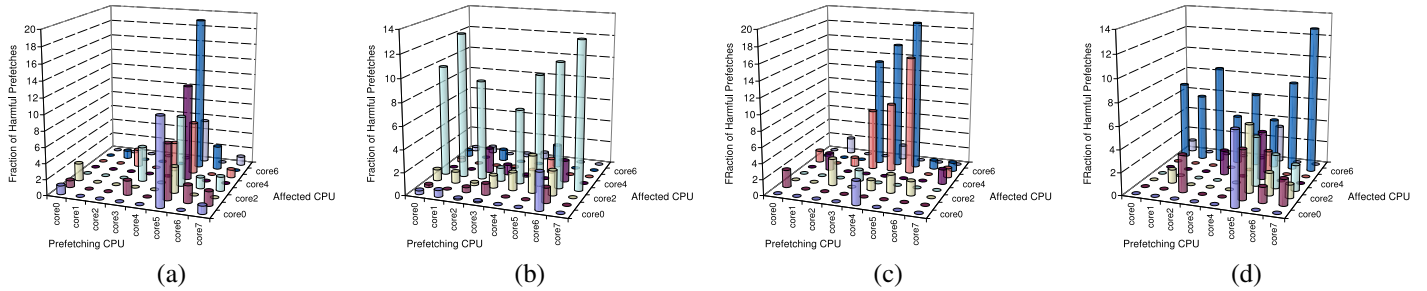 Fraction of Harmful Prefetches
20
18
16
14
12
10
8
6
4
2
0
core0
core1
core2
core3
core4
core5
core6
core7
Prefetching CPU
core0
core2
core4
core6
Affected CPU
(a)
Fraction of Harmful Prefetches
14
12
10
8
6
4
2
0
core0
core1
core2
core3
core4
core5
core6
core7
Prefetching CPU
core0
core2
core4
core6
Affected CPU
(b)
FRaction of Harmful Prefetches
20
18
16
14
12
10
8
6
4
2
0
core0
core1
core2
core3
core4
core5
core6
core7
Prefetching CPU
core0
core2
core4
core6
Affected CPU
(c)
Fraction of Harmful Prefetches
14
12
10
8
6
4
2
0
core0
core1
core2
core3
core4
core5
core6
core7
Prefetching CPU
core0
core2
core4
core6
Affected CPU
(d)